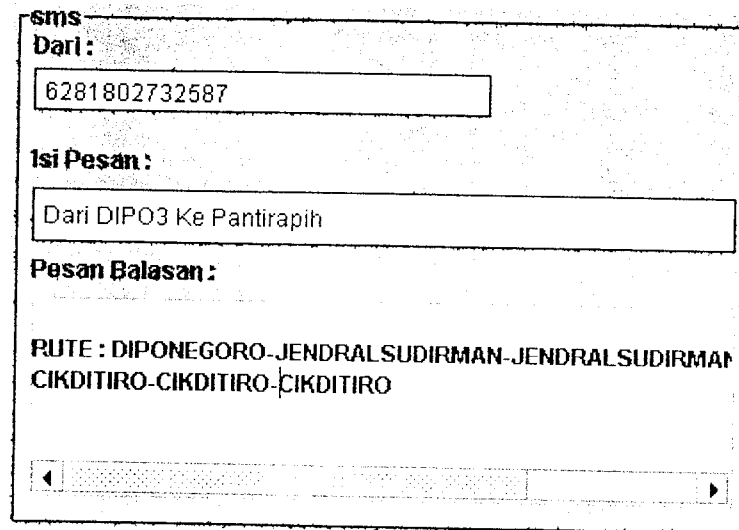 sms
Dari :
6281802732587
Isi Pesan :
Dari DIPO3 Ke Pantirapih
Pesan Balasan :
RUTE : DIPONEGORO-JENDRALSUDIRMAN-JENDRALSUDIRMAN
CIKDITIRO-CIKDITIRO-CIKDITIRO